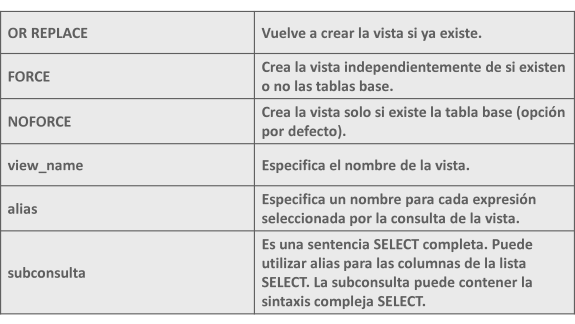 OR REPLACE
Vuelve a crear la vista si ya existe.
FORCE
Crea la vista independientemente de si existen
o no las tablas base.
NOFORCE
Crea la vista solo si existe la tabla base (opción
por defecto).
view_name
Especifica el nombre de la vista.
alias
Especifica un nombre para cada expresión
seleccionada por la consulta de la vista.
subconsulta
Es una sentencia SELECT completa. Puede
utilizar alias para las columnas de la lista
SELECT. La subconsulta puede contener la
sintaxis compleja SELECT.